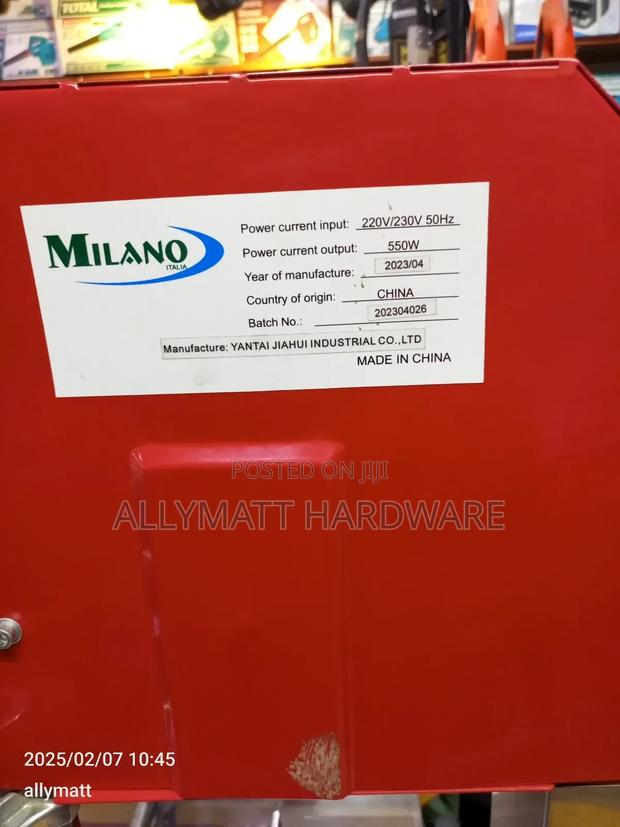 TOTAL
MILANO
ITALIA
Power current input: 220V/230V 50Hz
Power current output: 550W
Year of manufacture: 2023/04
Country of origin: CHINA
Batch No.: 202304026
Manufacture: YANTAI JIAHUI INDUSTRIAL CO.,LTD
MADE IN CHINA
POSTED ON JIJI
ALLYMATT HARDWARE
2025/02/07 10:45
allymatt